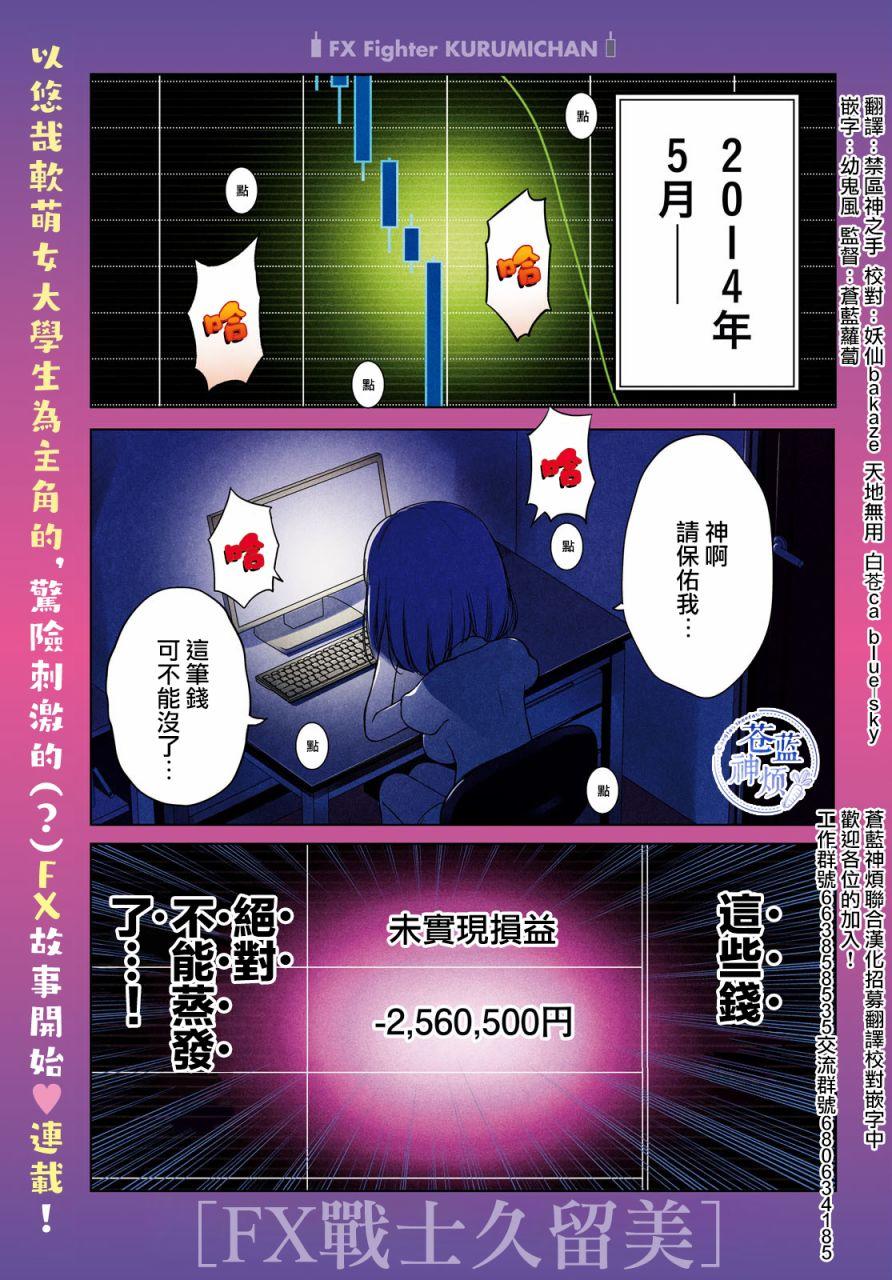 FX Fighter KURUMICHAN
2014年
5月——
點
點
點
哈
哈
神啊
請保佑我…
哈
哈
點
點
點
這筆錢
可不能沒了…
這些錢
未實現損益
-2,560,500円
絕對
不能蒸發
了…！
以悠哉軟萌女大學生為主角的，驚險刺激的(?)FX故事開始♥連載！
翻譯：禁區神之手 校對：妖仙bakaze 天地無用 白苍ca blue-sky
嵌字：幼鬼風 監督：蒼藍蘿蔔
苍蓝
神烦
蒼藍神煩聯合漢化招募翻譯校對嵌字中
歡迎各位的加入！
工作群號663858535交流群號680634185
[FX戰士久留美]